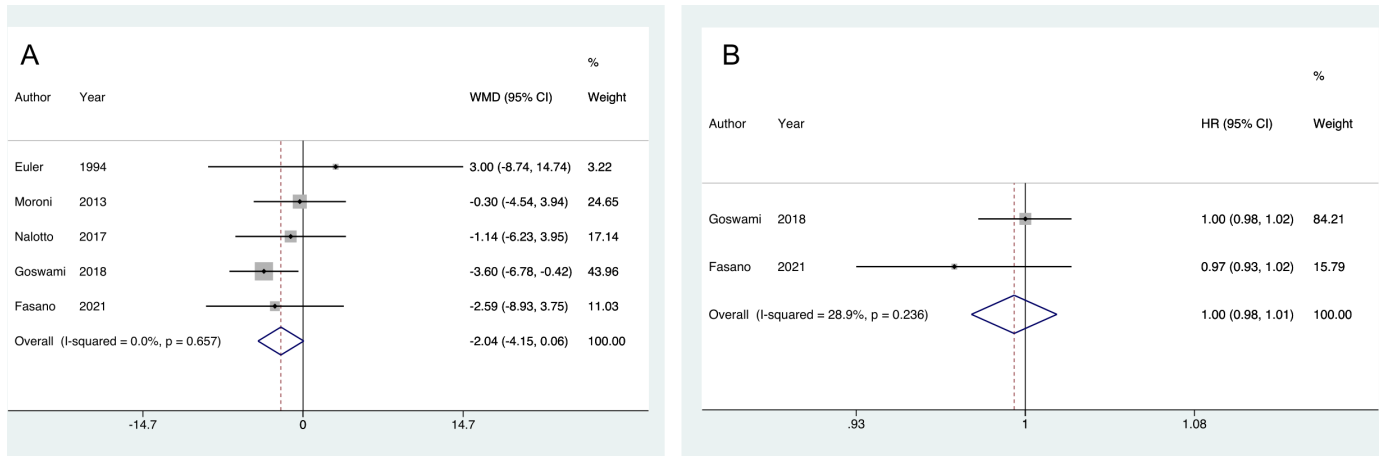 A
%
Author Year WMD (95% CI) Weight
Euler 1994 3.00 (-8.74, 14.74) 3.22
Moroni 2013 -0.30 (-4.54, 3.94) 24.65
Nalotto 2017 -1.14 (-6.23, 3.95) 17.14
Goswami 2018 -3.60 (-6.78, -0.42) 43.96
Fasano 2021 -2.59 (-8.93, 3.75) 11.03
Overall (I-squared = 0.0%, p = 0.657) -2.04 (-4.15, 0.06) 100.00
-14.7 0 14.7
B
%
Author Year HR (95% CI) Weight
Goswami 2018 1.00 (0.98, 1.02) 84.21
Fasano 2021 0.97 (0.93, 1.02) 15.79
Overall (I-squared = 28.9%, p = 0.236) 1.00 (0.98, 1.01) 100.00
.93 1 1.08